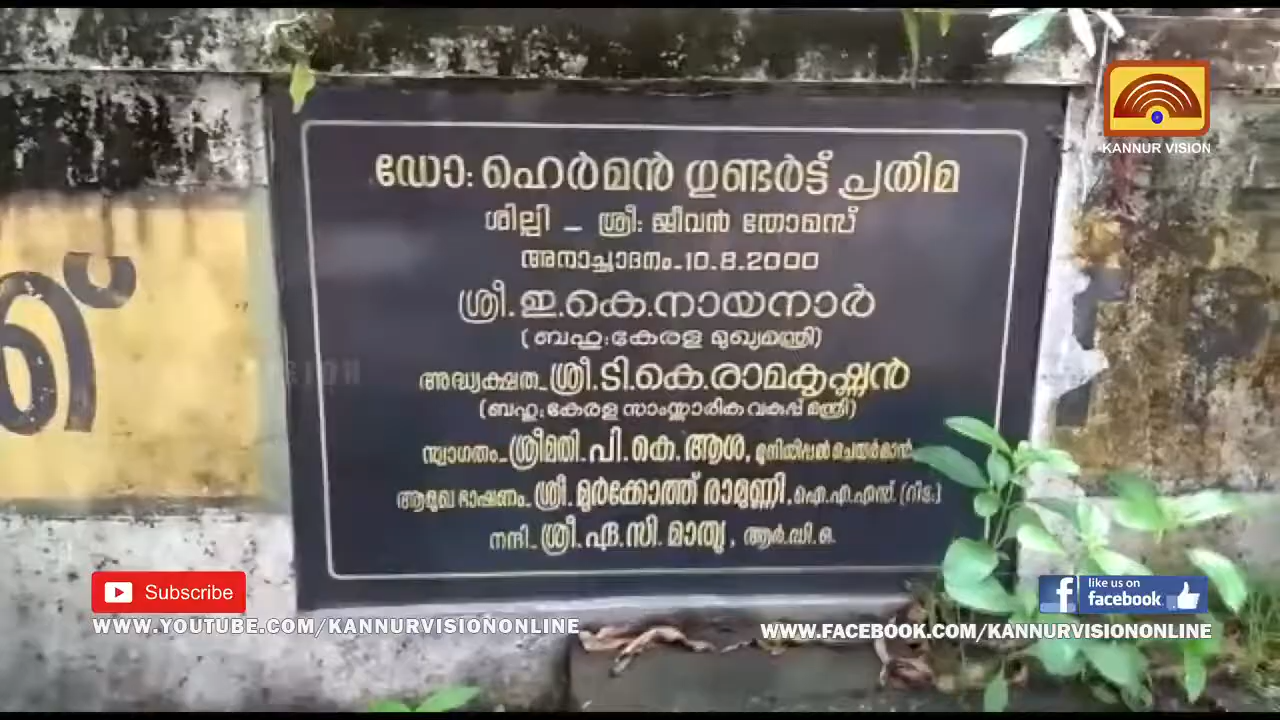 KANNUR VISION
ഡോ: ഹെർമൻ ഗുണ്ടർട്ട് പ്രതിമ
ശില്പി – ശ്രീ: ജീവൻ തോമസ്
അനാച്ഛാദനം-10.8.2000
ശ്രീ. ഇ.കെ.നായനാർ
(ബഹു:കേരള മുഖ്യമന്ത്രി)
അദ്ധ്യക്ഷത-ശ്രീ.ടി.കെ.രാമകൃഷ്ണൻ
(ബഹു:കേരള സാംസ്കാരിക വകുപ്പ് മന്ത്രി)
സ്വാഗതം-ശ്രീമതി.പി.കെ.ആശ, മുനിസിപ്പൽ ചെയർമാൻ
ആമുഖ ഭാഷണം-ശ്രീ.മൂർക്കോത്ത് രാമുണ്ണി,ഐ.എ.എസ്. (റിട:)
നന്ദി-ശ്രീ.ഏ.സി.മാത്യു, ആർ.ഡി.ഒ.
Subscribe
WWW.YOUTUBE.COM/KANNURVISIONONLINE
like us on
facebook
WWW.FACEBOOK.COM/KANNURVISIONONLINE